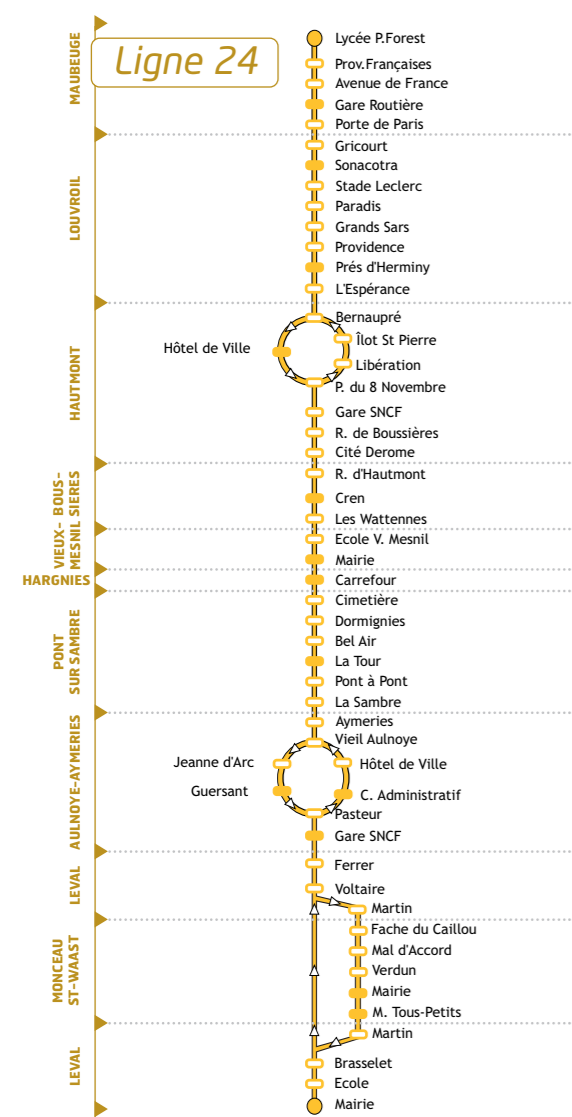 Ligne 24
MAUBEUGE
Lycée P.Forest
Prov.Françaises
Avenue de France
Gare Routière
Porte de Paris
LOUVROIL
Gricourt
Sonacotra
Stade Leclerc
Paradis
Grands Sars
Providence
Prés d'Herminy
L'Espérance
HAUTMONT
Bernaupré
Îlot St Pierre
Hôtel de Ville
Libération
P. du 8 Novembre
Gare SNCF
R. de Boussières
Cité Derome
BOUS-
SIERES
R. d'Hautmont
Cren
Les Wattennes
VIEUX-
MESNIL
Ecole V. Mesnil
Mairie
HARGNIES
Carrefour
PONT
SUR SAMBRE
Cimetière
Dormignies
Bel Air
La Tour
Pont à Pont
La Sambre
AULNOYE-AYMERIES
Aymeries
Vieil Aulnoye
Jeanne d'Arc
Hôtel de Ville
Guersant
C. Administratif
Pasteur
Gare SNCF
LEVAL
Ferrer
Voltaire
Martin
MONCEAU
ST-WAAST
Fache du Caillou
Mal d'Accord
Verdun
Mairie
M. Tous-Petits
LEVAL
Martin
Brasselet
Ecole
Mairie